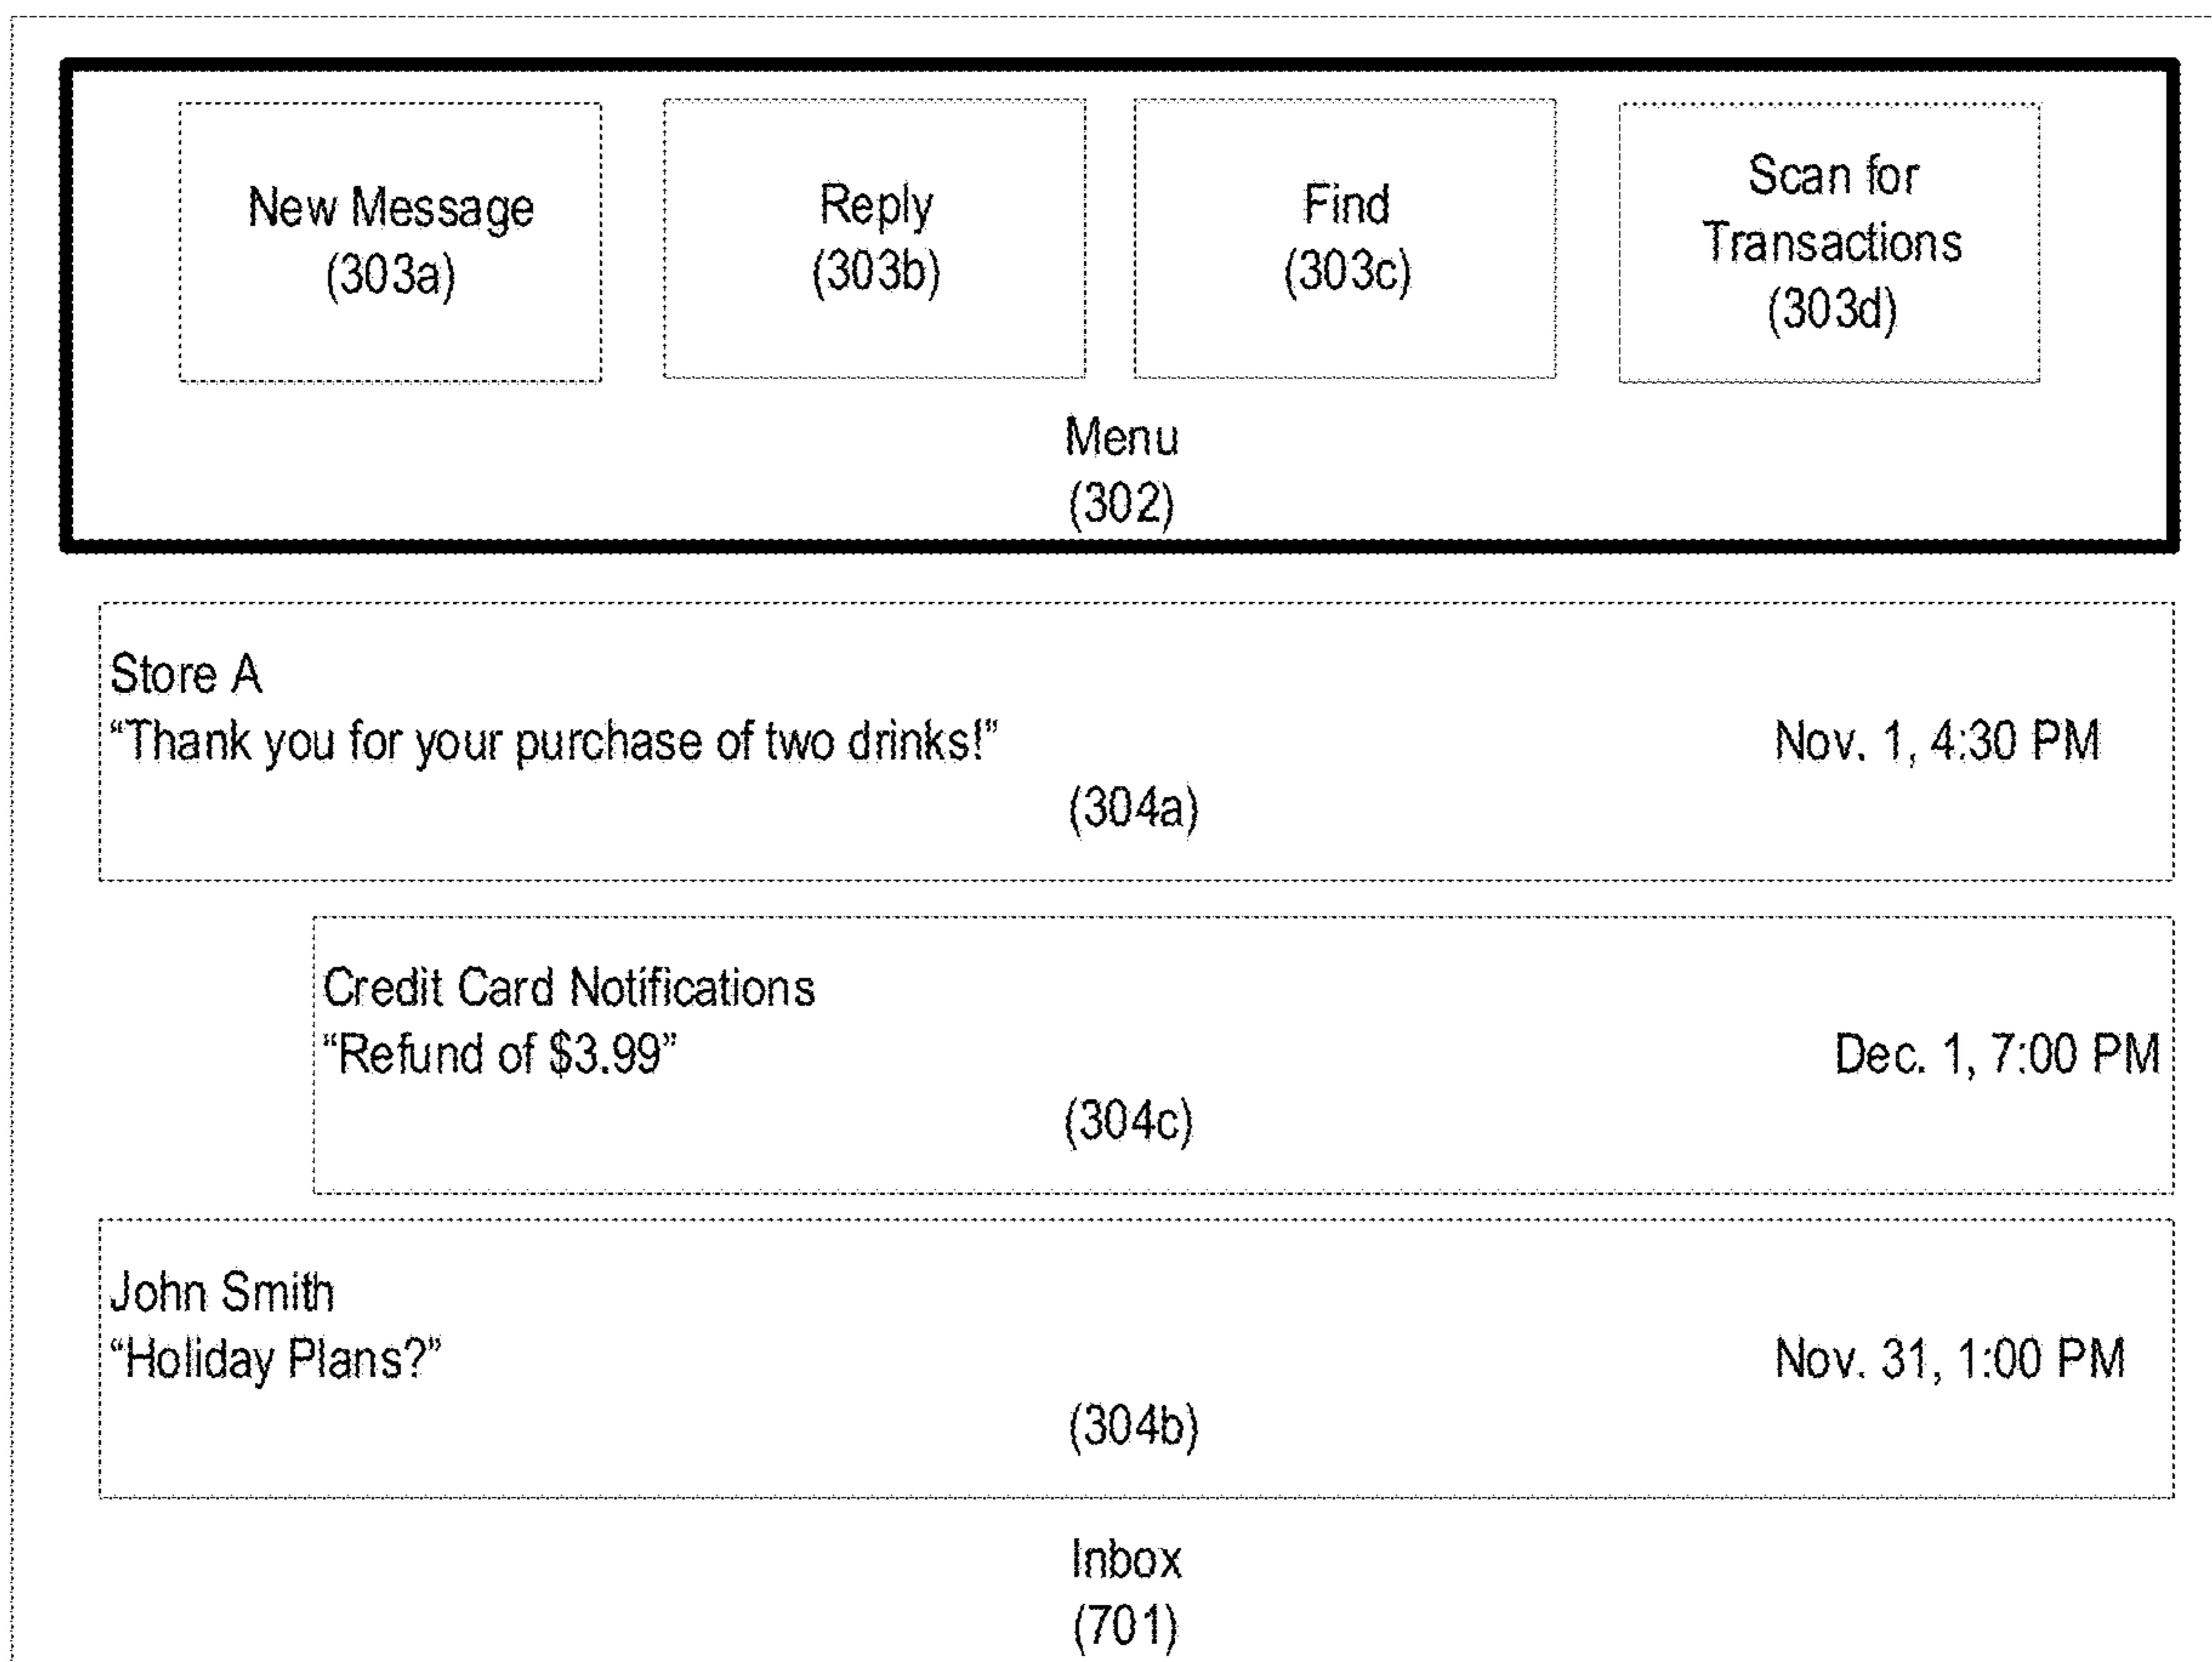 New Message
(303a)
Reply
(303b)
Find
(303c)
Scan for
Transactions
(303d)
Menu
(302)
Store A
“Thank you for your purchase of two drinks!”
Nov. 1, 4:30 PM
(304a)
Credit Card Notifications
“Refund of $3.99”
Dec. 1, 7:00 PM
(304c)
John Smith
“Holiday Plans?”
Nov. 31, 1:00 PM
(304b)
Inbox
(701)